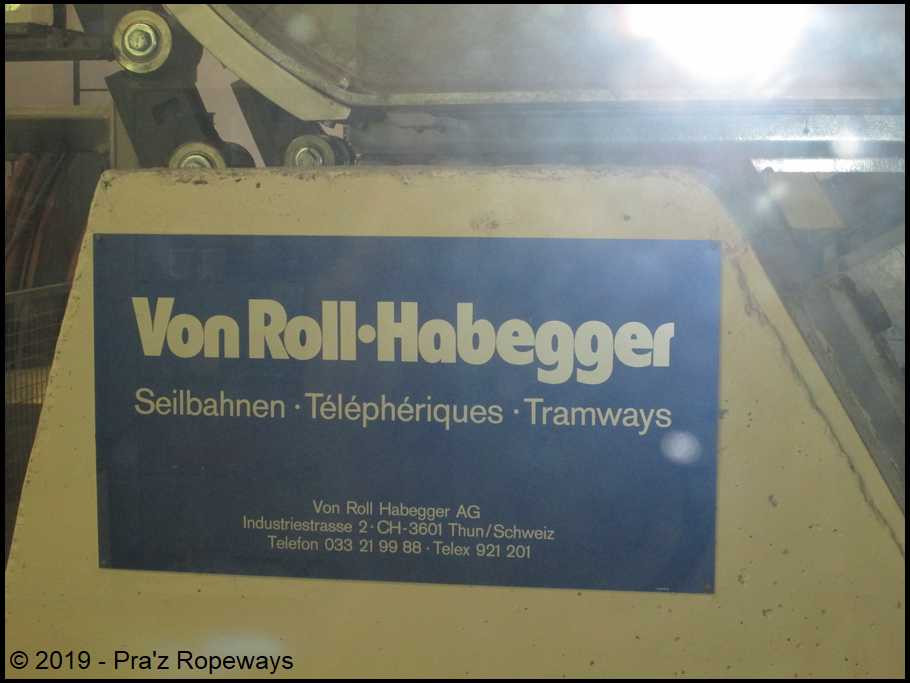 Von Roll•Habegger
Seilbahnen · Téléphériques · Tramways
Von Roll Habegger AG
Industriestrasse 2 · CH-3601 Thun/Schweiz
Telefon 033 21 99 88 · Telex 921 201
© 2019 - Pra'z Ropeways